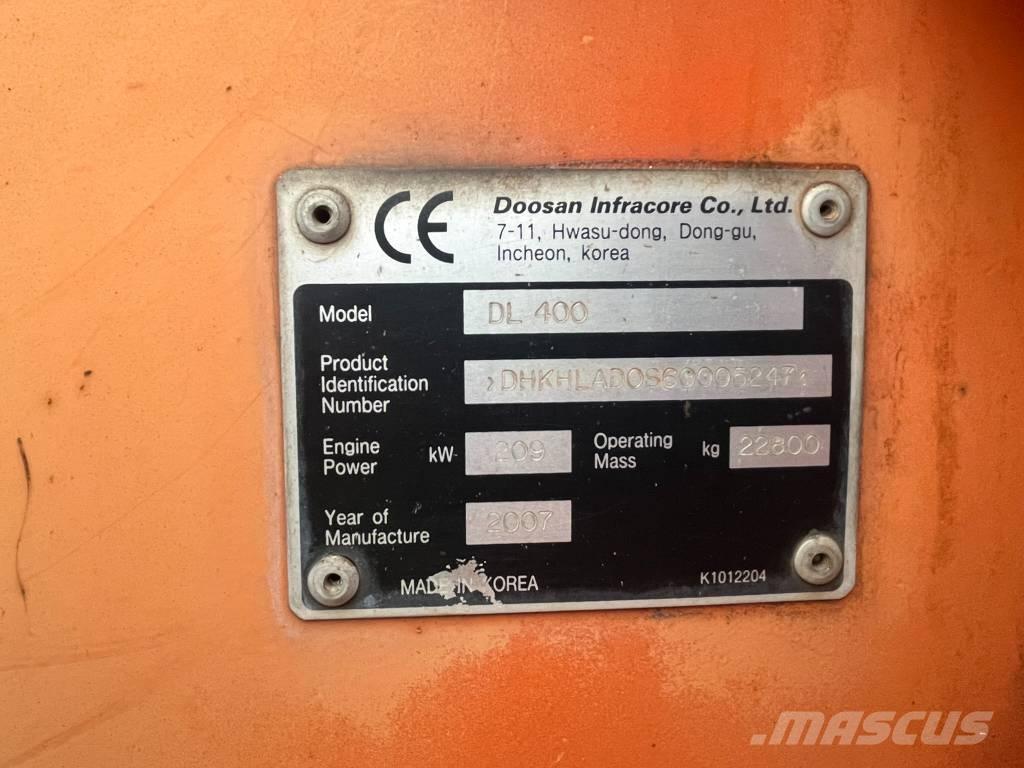 CE
Doosan Infracore Co., Ltd.
7-11, Hwasu-dong, Dong-gu,
Incheon, korea
Model DL 400
Product
Identification
Number
Engine
Power kW 209 Operating
Mass kg 22800
Year of
Manufacture 2007
MADE IN KOREA K1012204
MASCUS